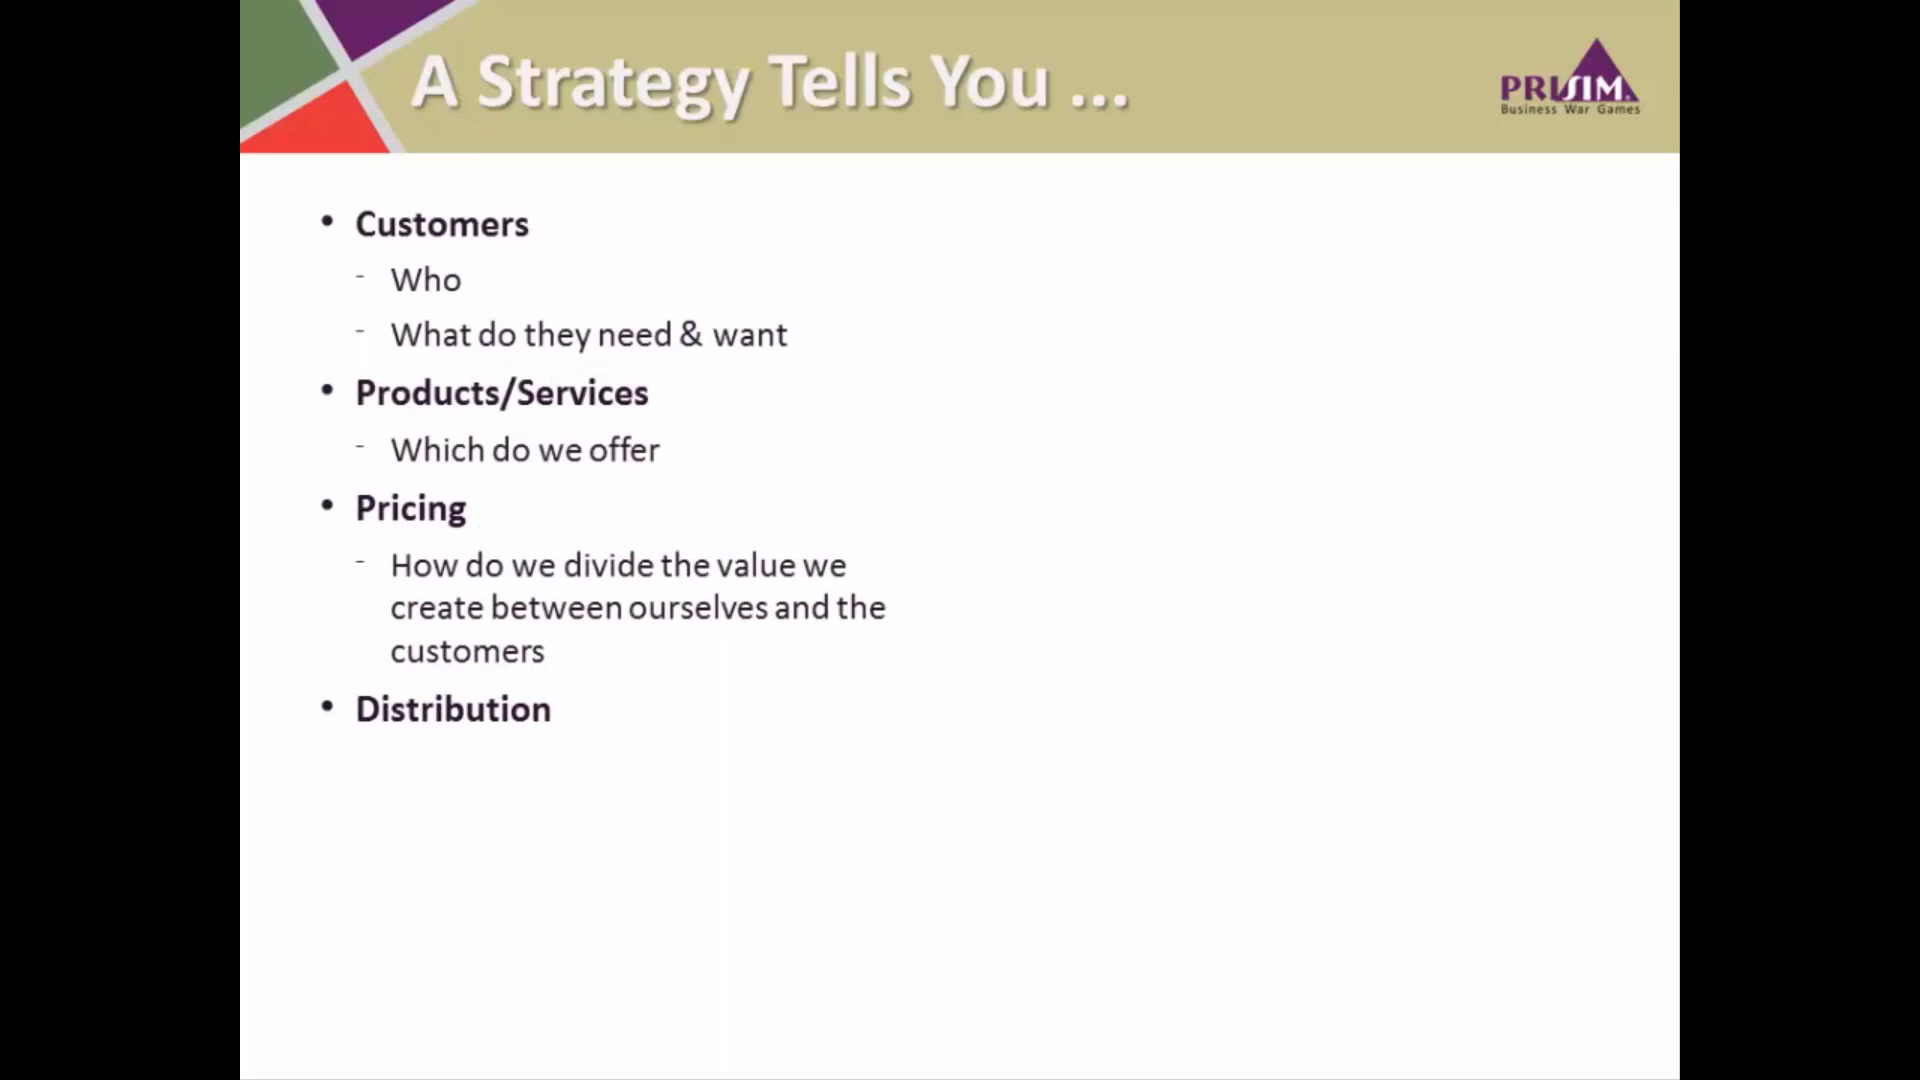 A Strategy Tells You ...
PRISIM
Business War Games
• Customers
- Who
- What do they need & want
• Products/Services
- Which do we offer
• Pricing
- How do we divide the value we
create between ourselves and the
customers
• Distribution